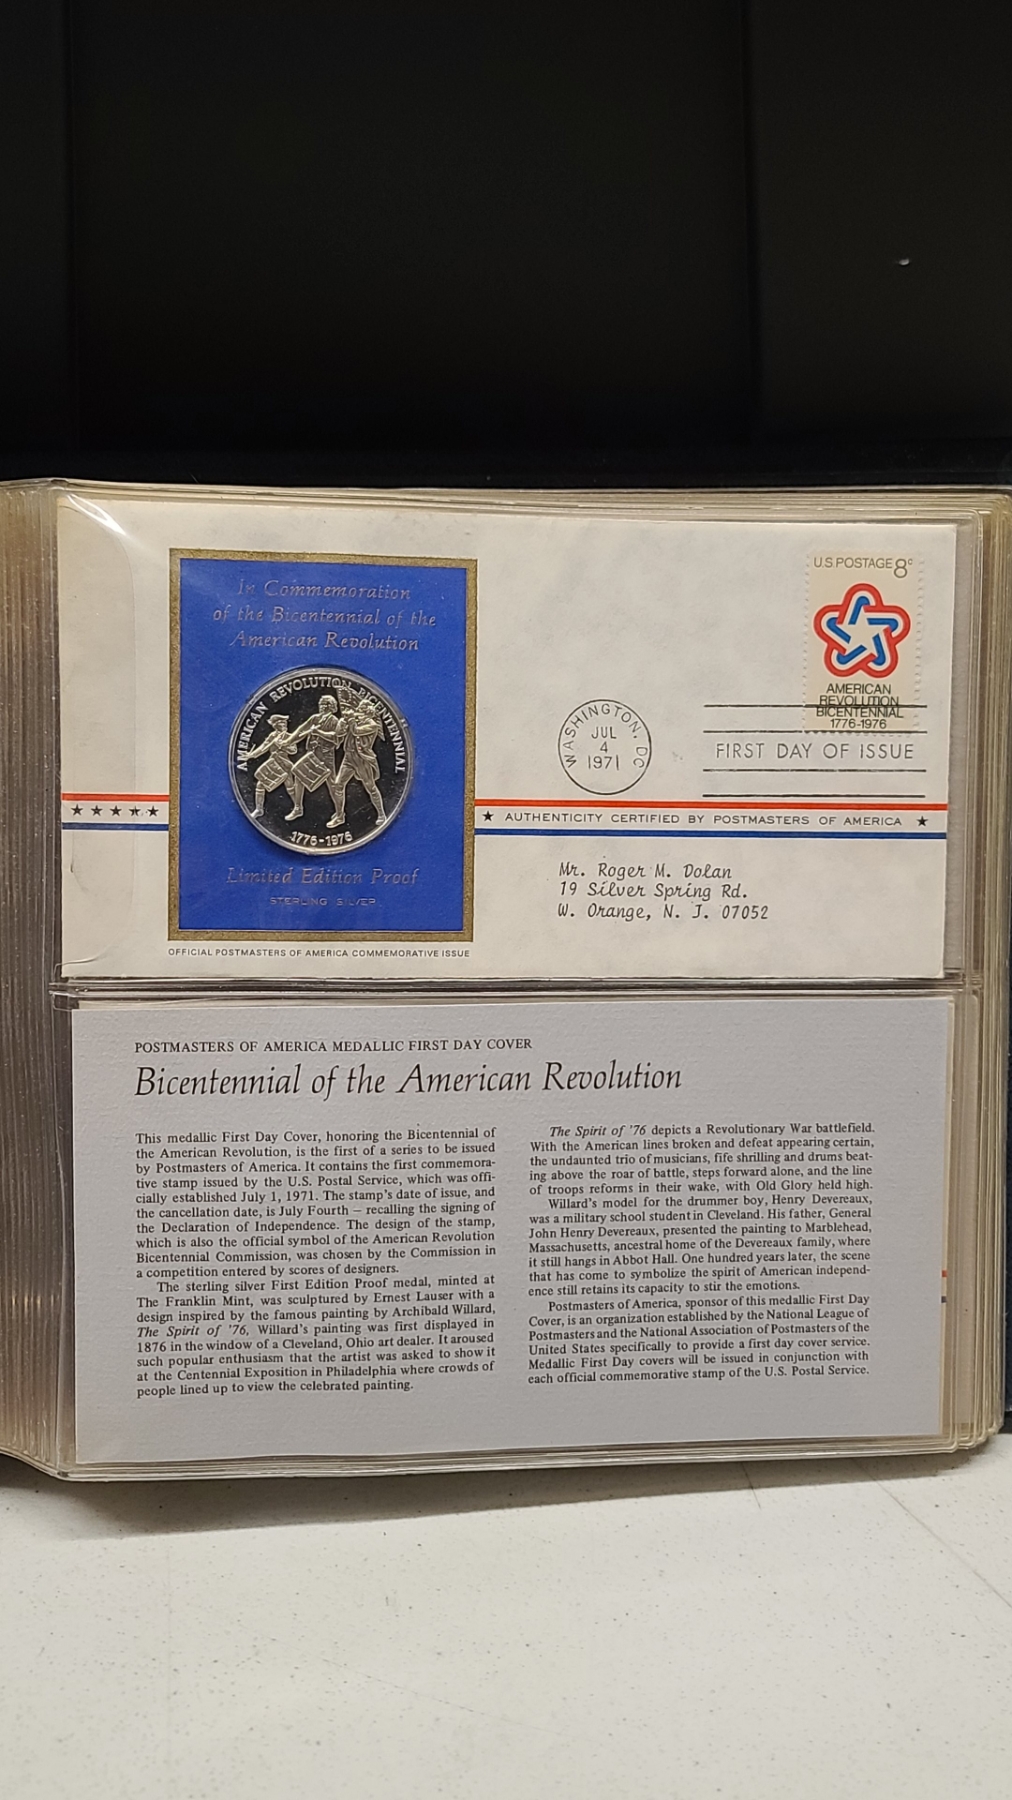 In Commemoration
of the Bicentennial of the
American Revolution
AMERICAN REVOLUTION BICENTENNIAL
1776-1976
Limited Edition Proof
STERLING SILVER
OFFICIAL POSTMASTERS OF AMERICA COMMEMORATIVE ISSUE
U.S. POSTAGE 8c
AMERICAN
REVOLUTION
BICENTENNIAL
1776-1976
WASHINGTON, DC
JUL
4
1971
FIRST DAY OF ISSUE
★ ★ ★ ★ ★
★ AUTHENTICITY CERTIFIED BY POSTMASTERS OF AMERICA ★
Mr. Roger M. Dolan
19 Silver Spring Rd.
W. Orange, N. J. 07052
POSTMASTERS OF AMERICA MEDALLIC FIRST DAY COVER
Bicentennial of the American Revolution
This medallic First Day Cover, honoring the Bicentennial of
the American Revolution, is the first of a series to be issued
by Postmasters of America. It contains the first commemora-
tive stamp issued by the U.S. Postal Service, which was offi-
cially established July 1, 1971. The stamp's date of issue, and
the cancellation date, is July Fourth – recalling the signing of
the Declaration of Independence. The design of the stamp,
which is also the official symbol of the American Revolution
Bicentennial Commission, was chosen by the Commission in
a competition entered by scores of designers.
The sterling silver First Edition Proof medal, minted at
The Franklin Mint, was sculptured by Ernest Lauser with a
design inspired by the famous painting by Archibald Willard,
The Spirit of '76, Willard's painting was first displayed in
1876 in the window of a Cleveland, Ohio art dealer. It aroused
such popular enthusiasm that the artist was asked to show it
at the Centennial Exposition in Philadelphia where crowds of
people lined up to view the celebrated painting.
The Spirit of '76 depicts a Revolutionary War battlefield.
With the American lines broken and defeat appearing certain,
the undaunted trio of musicians, fife shrilling and drums beat-
ing above the roar of battle, steps forward alone, and the line
of troops reforms in their wake, with Old Glory held high.
Willard's model for the drummer boy, Henry Devereaux,
was a military school student in Cleveland. His father, General
John Henry Devereaux, presented the painting to Marblehead,
Massachusetts, ancestral home of the Devereaux family, where
it still hangs in Abbot Hall. One hundred years later, the scene
that has come to symbolize the spirit of American independ-
ence still retains its capacity to stir the emotions.
Postmasters of America, sponsor of this medallic First Day
Cover, is an organization established by the National League of
Postmasters and the National Association of Postmasters of the
United States specifically to provide a first day cover service.
Medallic First Day covers will be issued in conjunction with
each official commemorative stamp of the U.S. Postal Service.